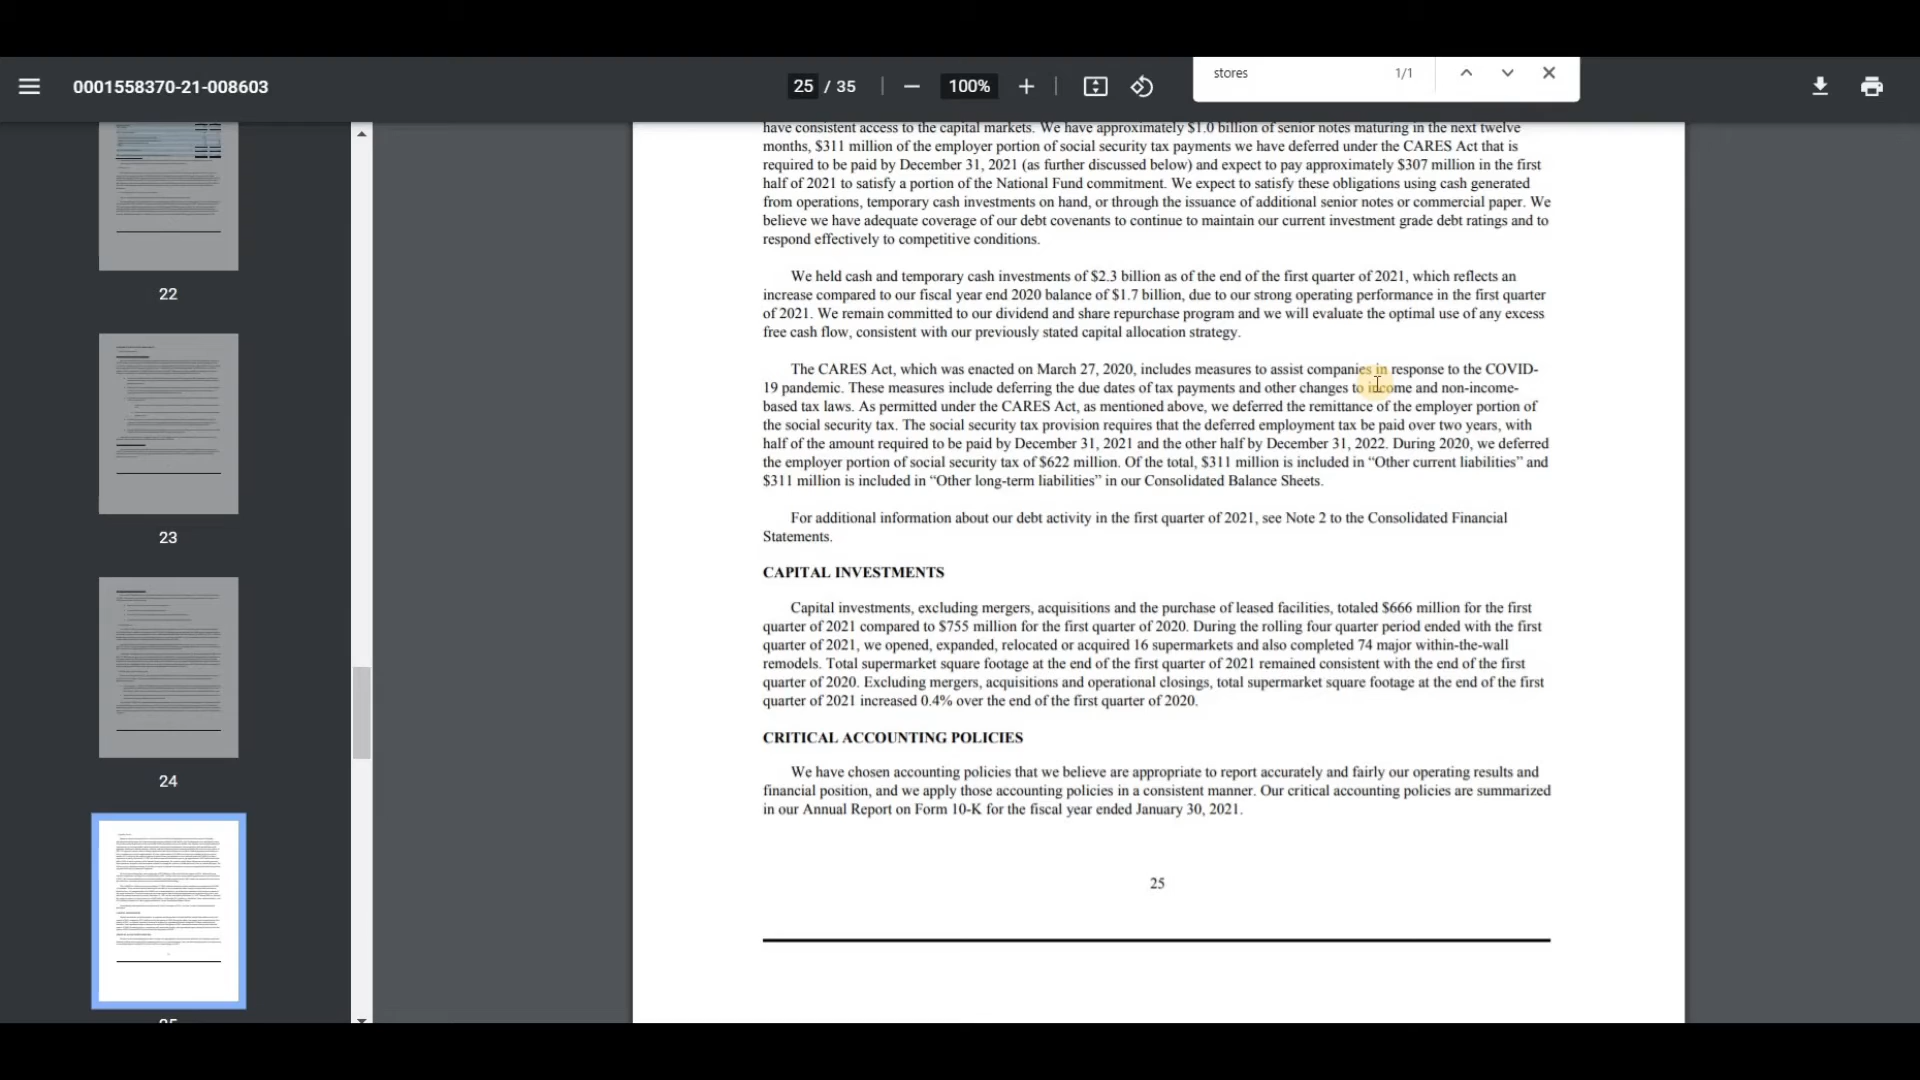 0001558370-21-008603
25 / 35
100%
stores 1/1
22
23
24
have consistent access to the capital markets. We have approximately $1.0 billion of senior notes maturing in the next twelve
months, $311 million of the employer portion of social security tax payments we have deferred under the CARES Act that is
required to be paid by December 31, 2021 (as further discussed below) and expect to pay approximately $307 million in the first
half of 2021 to satisfy a portion of the National Fund commitment. We expect to satisfy these obligations using cash generated
from operations, temporary cash investments on hand, or through the issuance of additional senior notes or commercial paper. We
believe we have adequate coverage of our debt covenants to continue to maintain our current investment grade debt ratings and to
respond effectively to competitive conditions.
We held cash and temporary cash investments of $2.3 billion as of the end of the first quarter of 2021, which reflects an
increase compared to our fiscal year end 2020 balance of $1.7 billion, due to our strong operating performance in the first quarter
of 2021. We remain committed to our dividend and share repurchase program and we will evaluate the optimal use of any excess
free cash flow, consistent with our previously stated capital allocation strategy.
The CARES Act, which was enacted on March 27, 2020, includes measures to assist companies in response to the COVID-
19 pandemic. These measures include deferring the due dates of tax payments and other changes to income and non-income-
based tax laws. As permitted under the CARES Act, as mentioned above, we deferred the remittance of the employer portion of
the social security tax. The social security tax provision requires that the deferred employment tax be paid over two years, with
half of the amount required to be paid by December 31, 2021 and the other half by December 31, 2022. During 2020, we deferred
the employer portion of social security tax of $622 million. Of the total, $311 million is included in “Other current liabilities” and
$311 million is included in “Other long-term liabilities” in our Consolidated Balance Sheets.
For additional information about our debt activity in the first quarter of 2021, see Note 2 to the Consolidated Financial
Statements.
CAPITAL INVESTMENTS
Capital investments, excluding mergers, acquisitions and the purchase of leased facilities, totaled $666 million for the first
quarter of 2021 compared to $755 million for the first quarter of 2020. During the rolling four quarter period ended with the first
quarter of 2021, we opened, expanded, relocated or acquired 16 supermarkets and also completed 74 major within-the-wall
remodels. Total supermarket square footage at the end of the first quarter of 2021 remained consistent with the end of the first
quarter of 2020. Excluding mergers, acquisitions and operational closings, total supermarket square footage at the end of the first
quarter of 2021 increased 0.4% over the end of the first quarter of 2020.
CRITICAL ACCOUNTING POLICIES
We have chosen accounting policies that we believe are appropriate to report accurately and fairly our operating results and
financial position, and we apply those accounting policies in a consistent manner. Our critical accounting policies are summarized
in our Annual Report on Form 10-K for the fiscal year ended January 30, 2021.
25